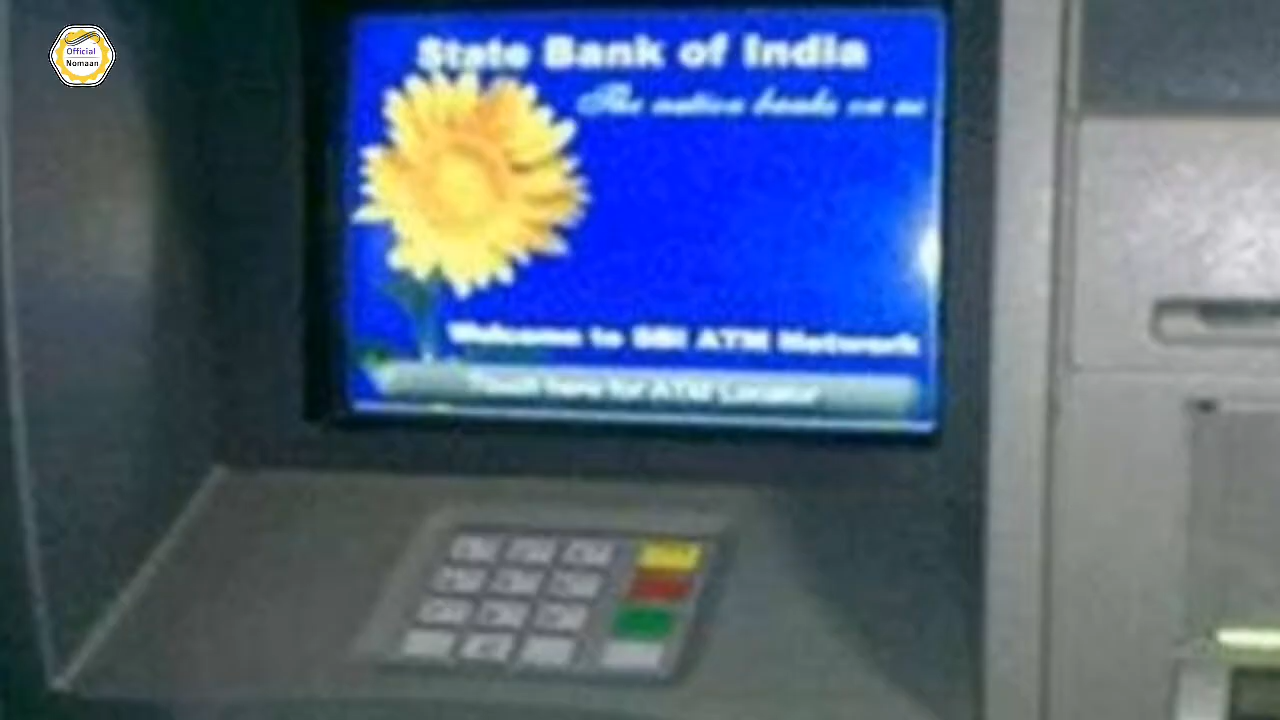 Official
Nomaan
State Bank of India
The nation banks on us
Welcome to SBI ATM Network
Touch here for ATM Locator